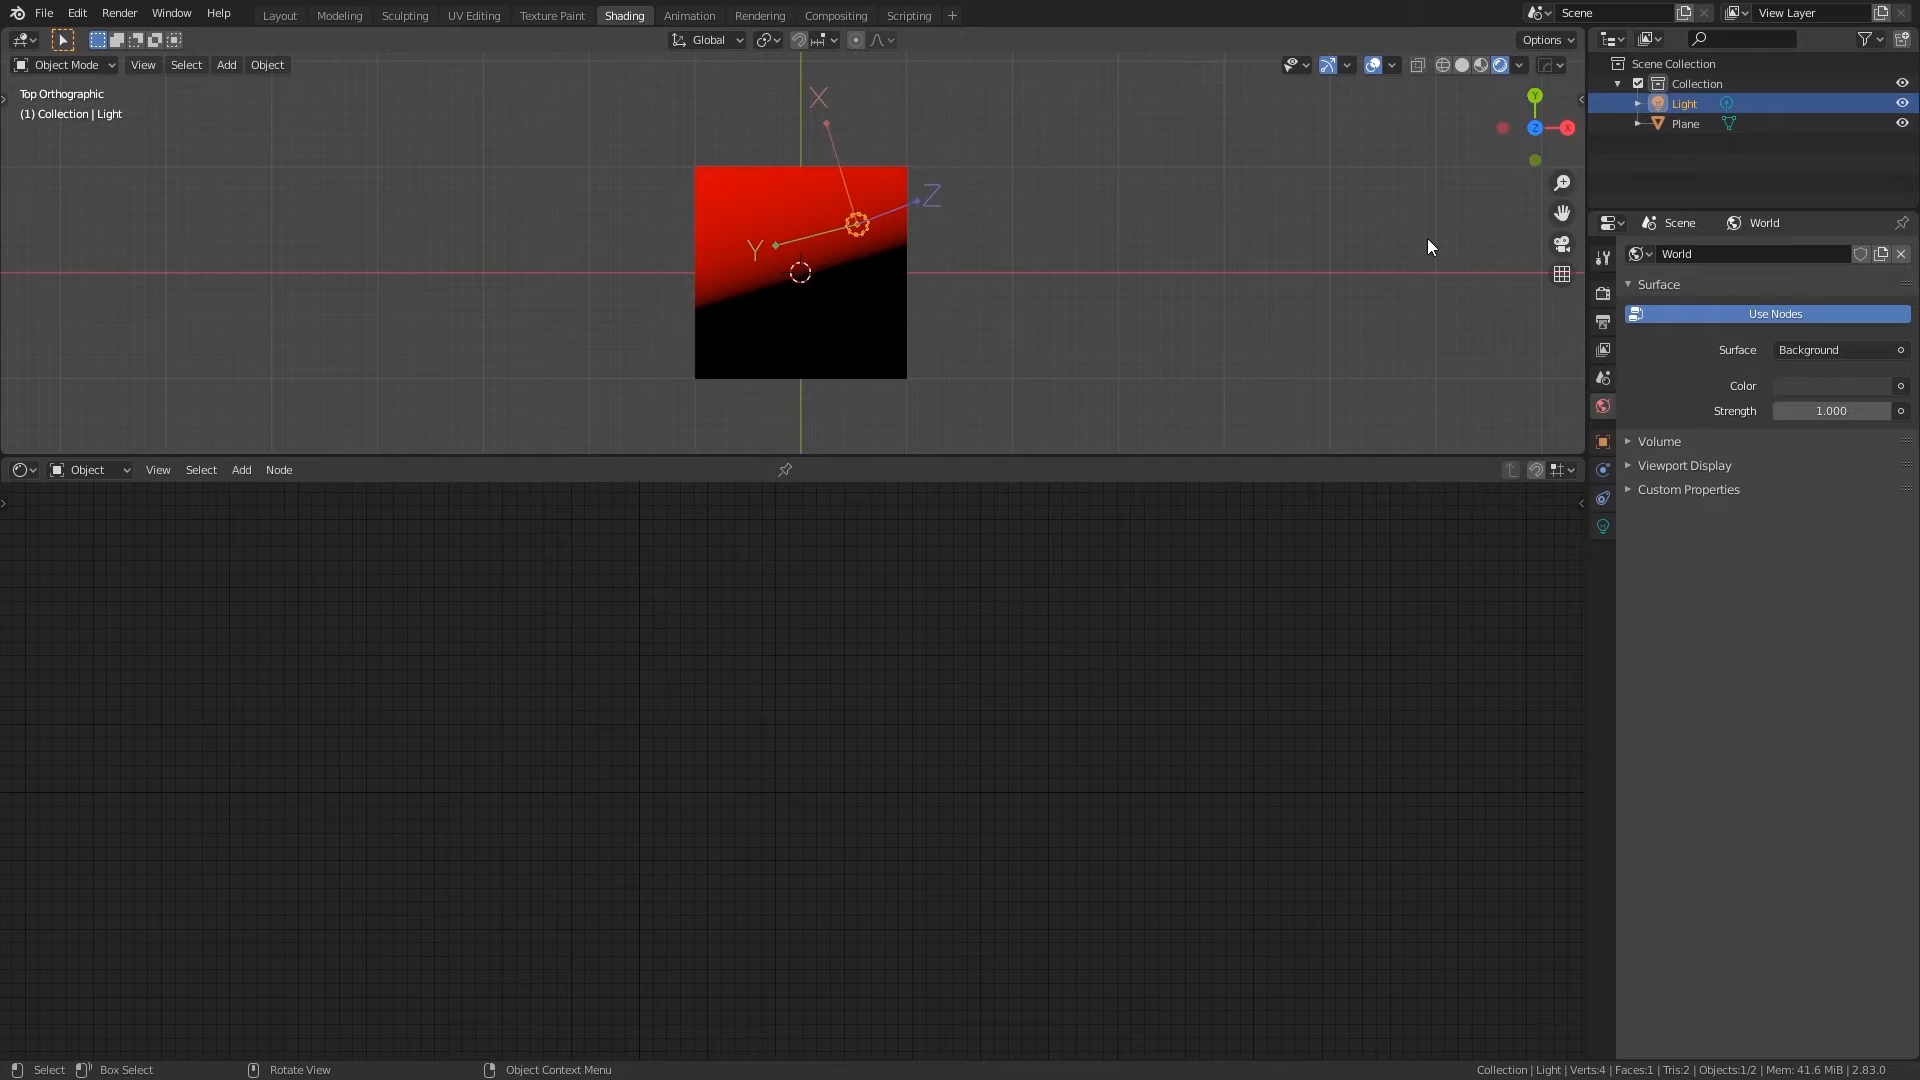 File Edit Render Window Help Layout Modeling Sculpting UV Editing Texture Paint Shading Animation Rendering Compositing Scripting + Scene View Layer
Global Options
Object Mode View Select Add Object
Top Orthographic
(1) Collection | Light
X
Y
Z
Y
Z
X
Scene Collection
Collection
Light
Plane
Scene World
World
Surface
Use Nodes
Surface Background
Color
Strength 1.000
Volume
Viewport Display
Custom Properties
Object View Select Add Node
Select Box Select Rotate View Object Context Menu Collection | Light | Verts:4 | Faces:1 | Tris:2 | Objects:1/2 | Mem: 41.6 MiB | 2.83.0